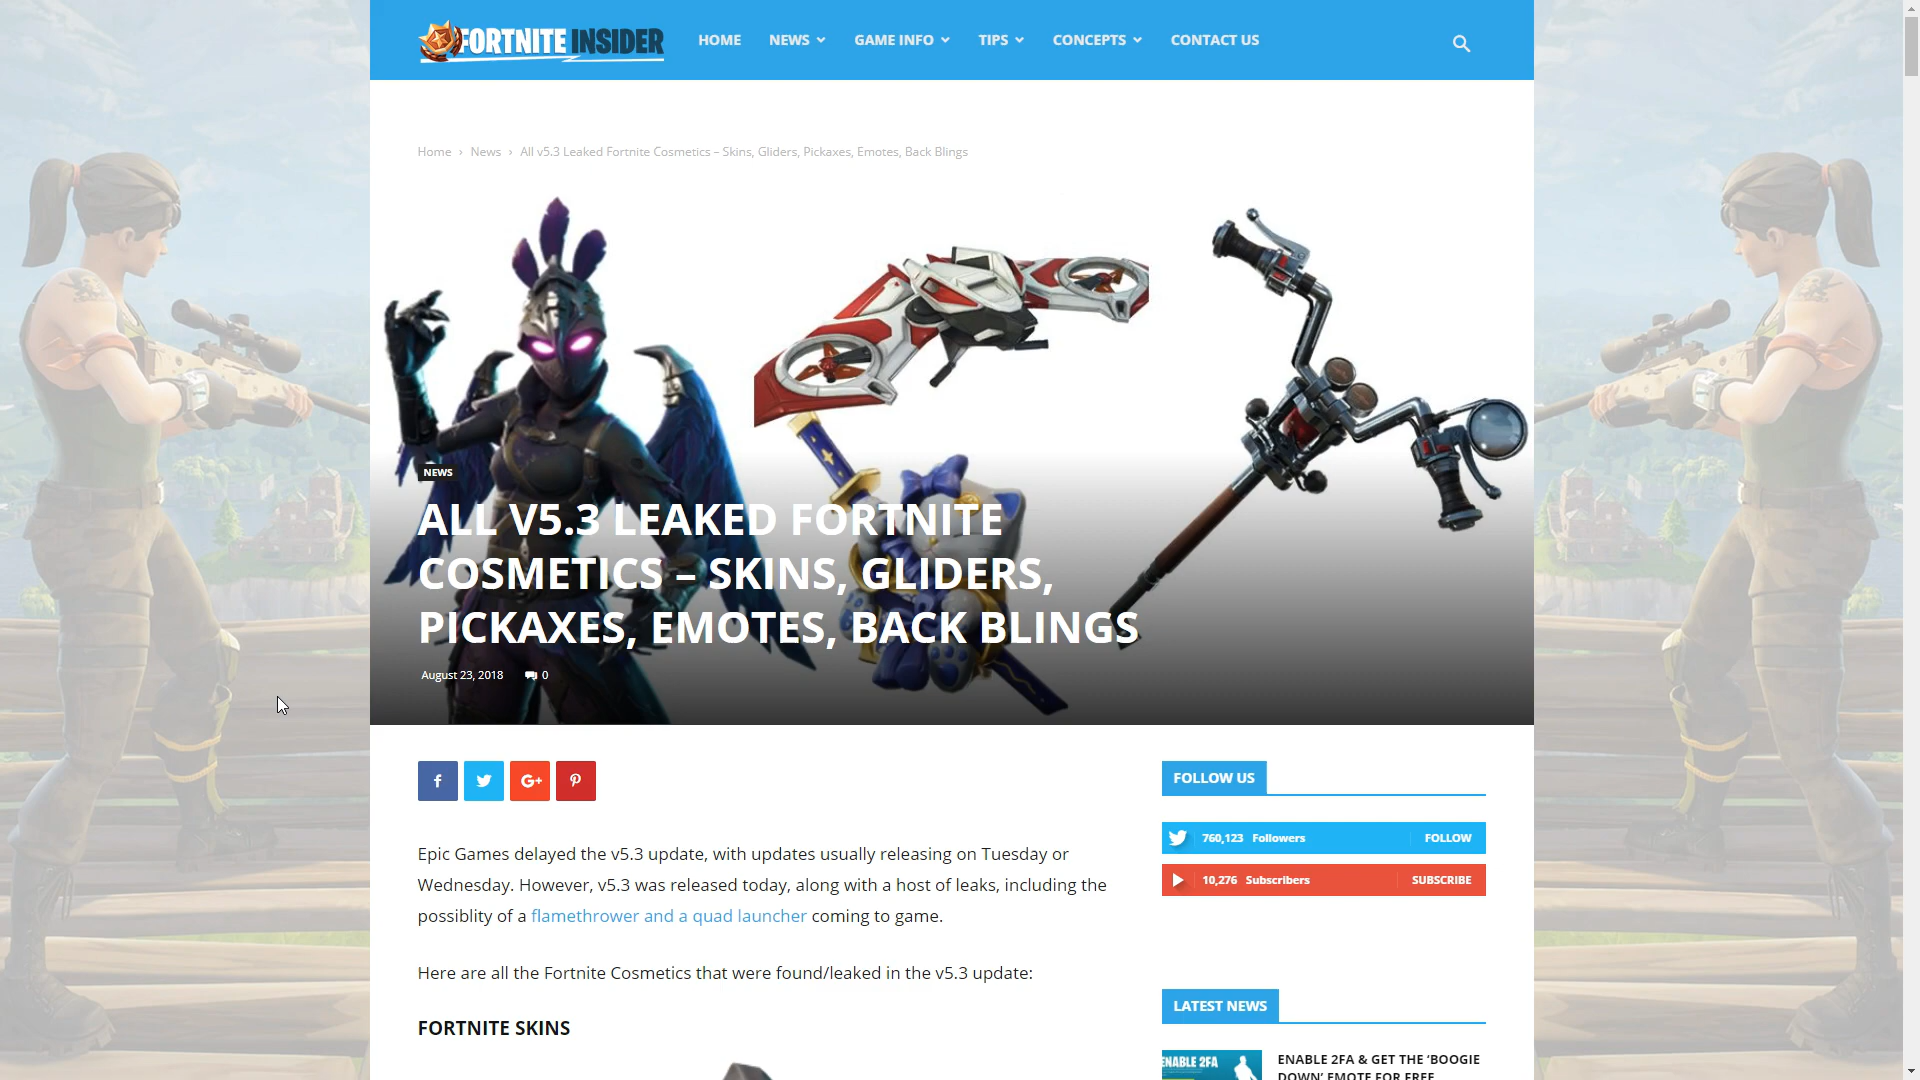 FORTNITE INSIDER
HOME NEWS GAME INFO TIPS CONCEPTS CONTACT US
Home › News › All v5.3 Leaked Fortnite Cosmetics – Skins, Gliders, Pickaxes, Emotes, Back Blings
NEWS
ALL V5.3 LEAKED FORTNITE
COSMETICS – SKINS, GLIDERS,
PICKAXES, EMOTES, BACK BLINGS
August 23, 2018 0
f G+
Epic Games delayed the v5.3 update, with updates usually releasing on Tuesday or
Wednesday. However, v5.3 was released today, along with a host of leaks, including the
possiblity of a flamethrower and a quad launcher coming to game.
Here are all the Fortnite Cosmetics that were found/leaked in the v5.3 update:
FORTNITE SKINS
FOLLOW US
760,123 Followers FOLLOW
10,276 Subscribers SUBSCRIBE
LATEST NEWS
ENABLE 2FA
ENABLE 2FA & GET THE ‘BOOGIE
DOWN’ EMOTE FOR FREE